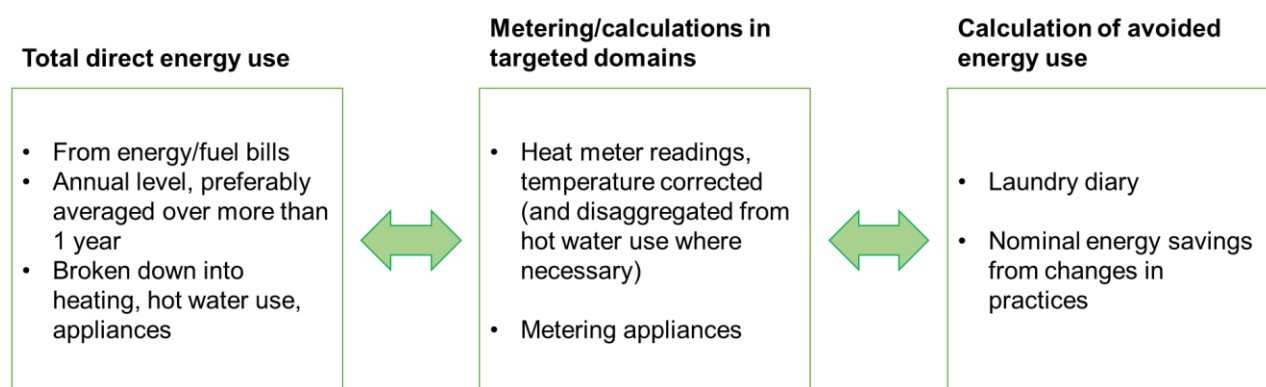 Total direct energy use
• From energy/fuel bills
• Annual level, preferably
averaged over more than
1 year
• Broken down into
heating, hot water use,
appliances
Metering/calculations in
targeted domains
• Heat meter readings,
temperature corrected
(and disaggregated from
hot water use where
necessary)
• Metering appliances
Calculation of avoided
energy use
• Laundry diary
• Nominal energy savings
from changes in
practices